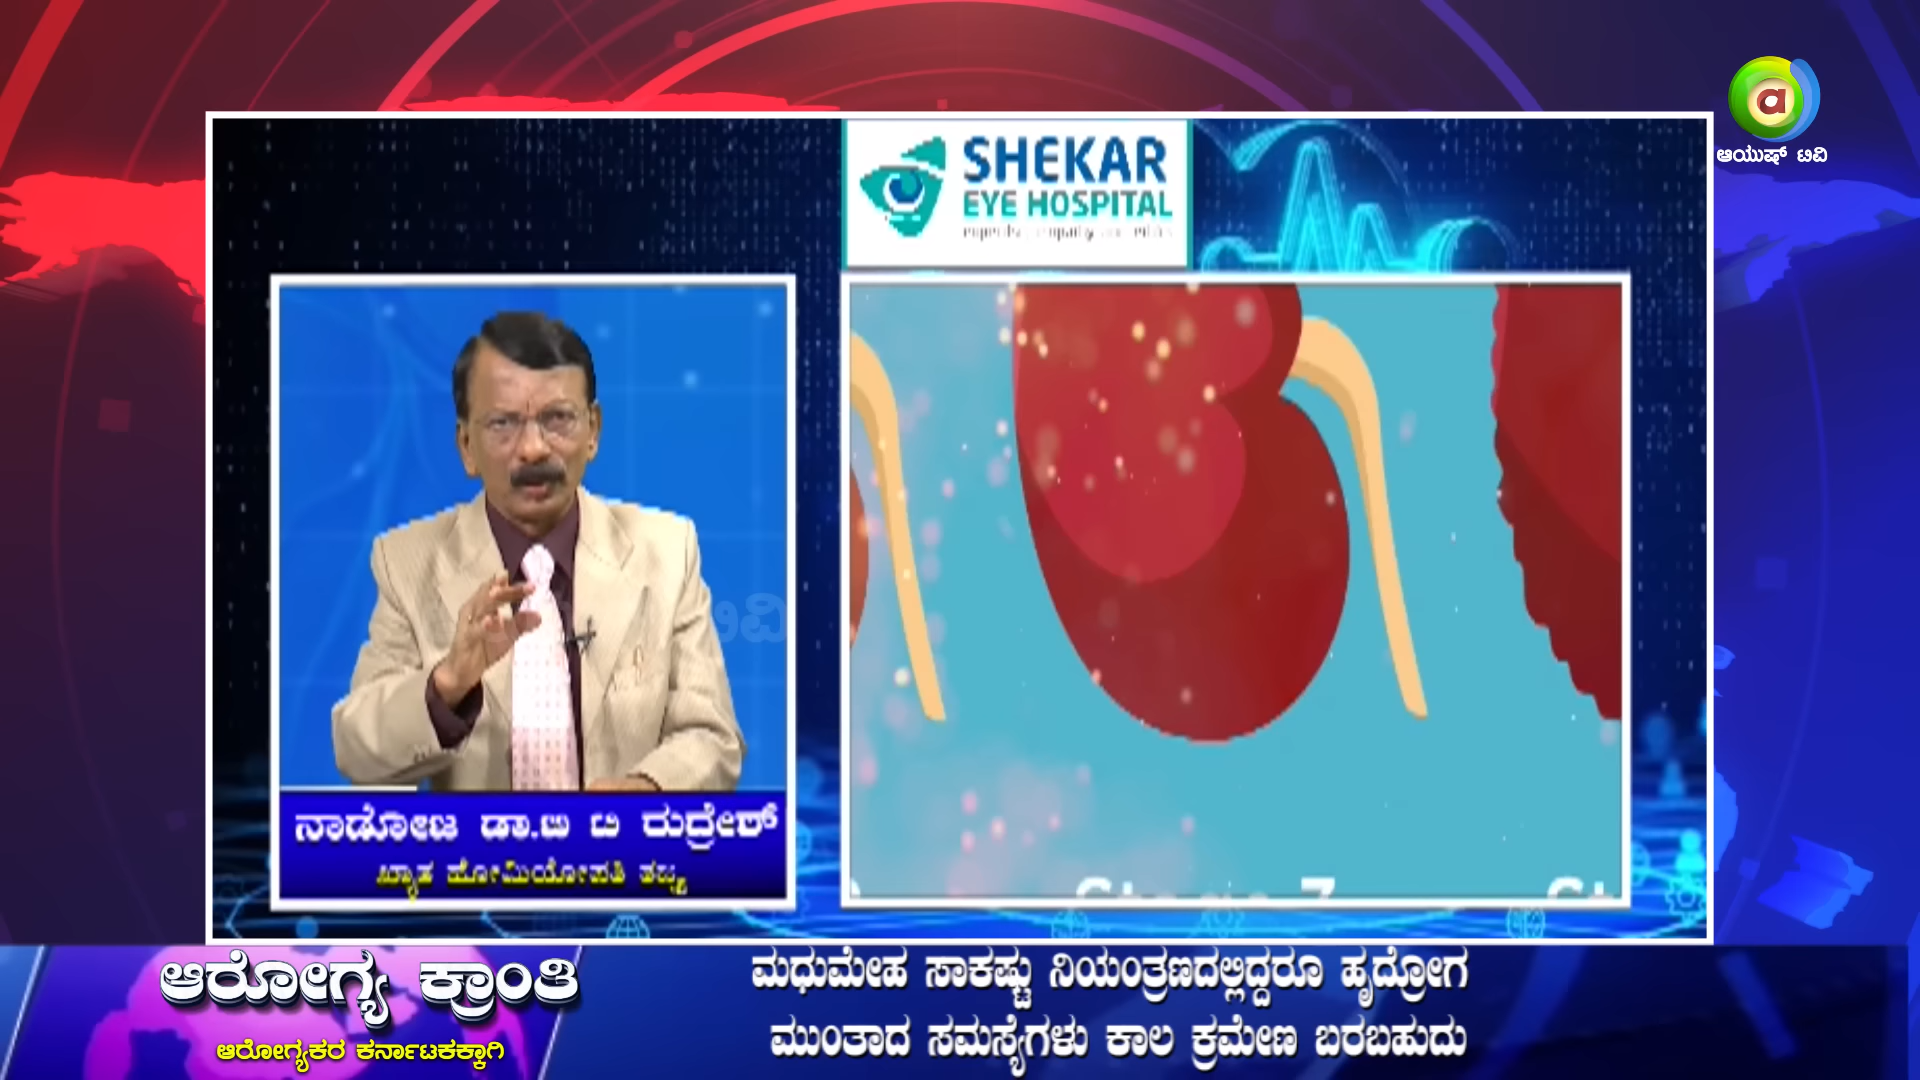 SHEKAR
EYE HOSPITAL
a
ಆಯುಷ್ ಟಿವಿ
ಟಿವಿ
ನಾಡೋಜ ಡಾ.ಬಿ ಟಿ ರುದ್ರೇಶ್
ಖ್ಯಾತ ಹೋಮಿಯೋಪತಿ ತಜ್ಞ
ಆರೋಗ್ಯ ಕ್ರಾಂತಿ
ಆರೋಗ್ಯಕರ ಕರ್ನಾಟಕಕ್ಕಾಗಿ
ಮಧುಮೇಹ ಸಾಕಷ್ಟು ನಿಯಂತ್ರಣದಲ್ಲಿದ್ದರೂ ಹೃದ್ರೋಗ
ಮುಂತಾದ ಸಮಸ್ಯೆಗಳು ಕಾಲ ಕ್ರಮೇಣ ಬರಬಹುದು